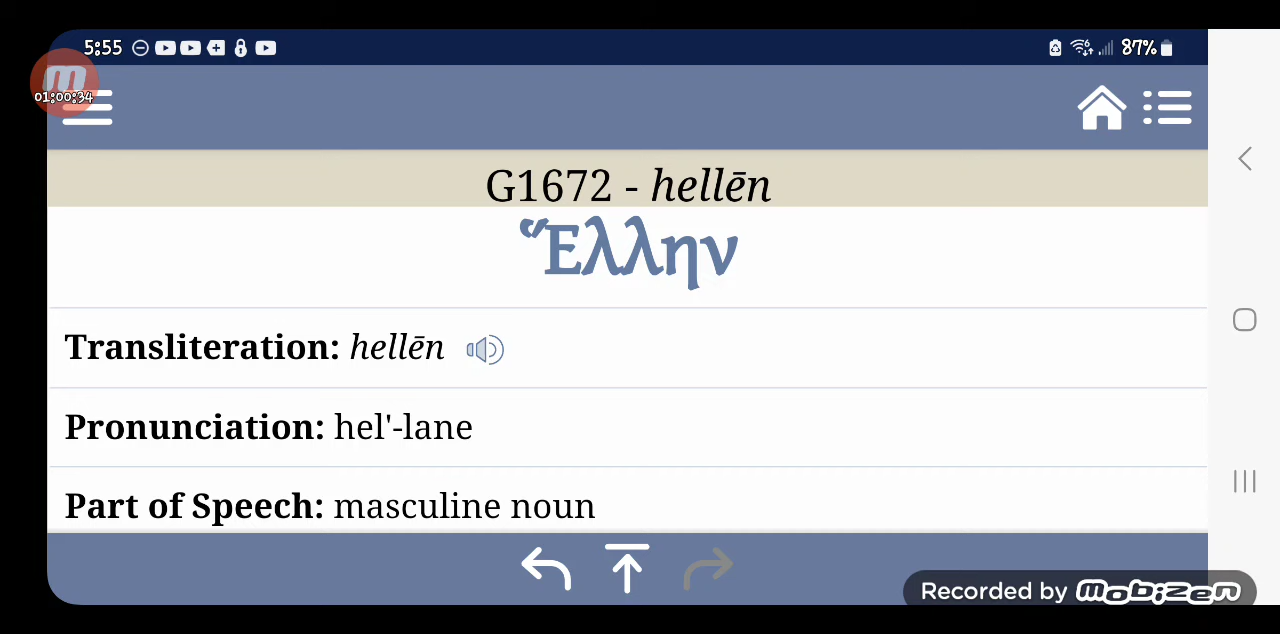 5:55 87%
01:00:34
G1672 - hellēn
Ἕλλην
Transliteration: hellēn
Pronunciation: hel'-lane
Part of Speech: masculine noun
Recorded by mobizen